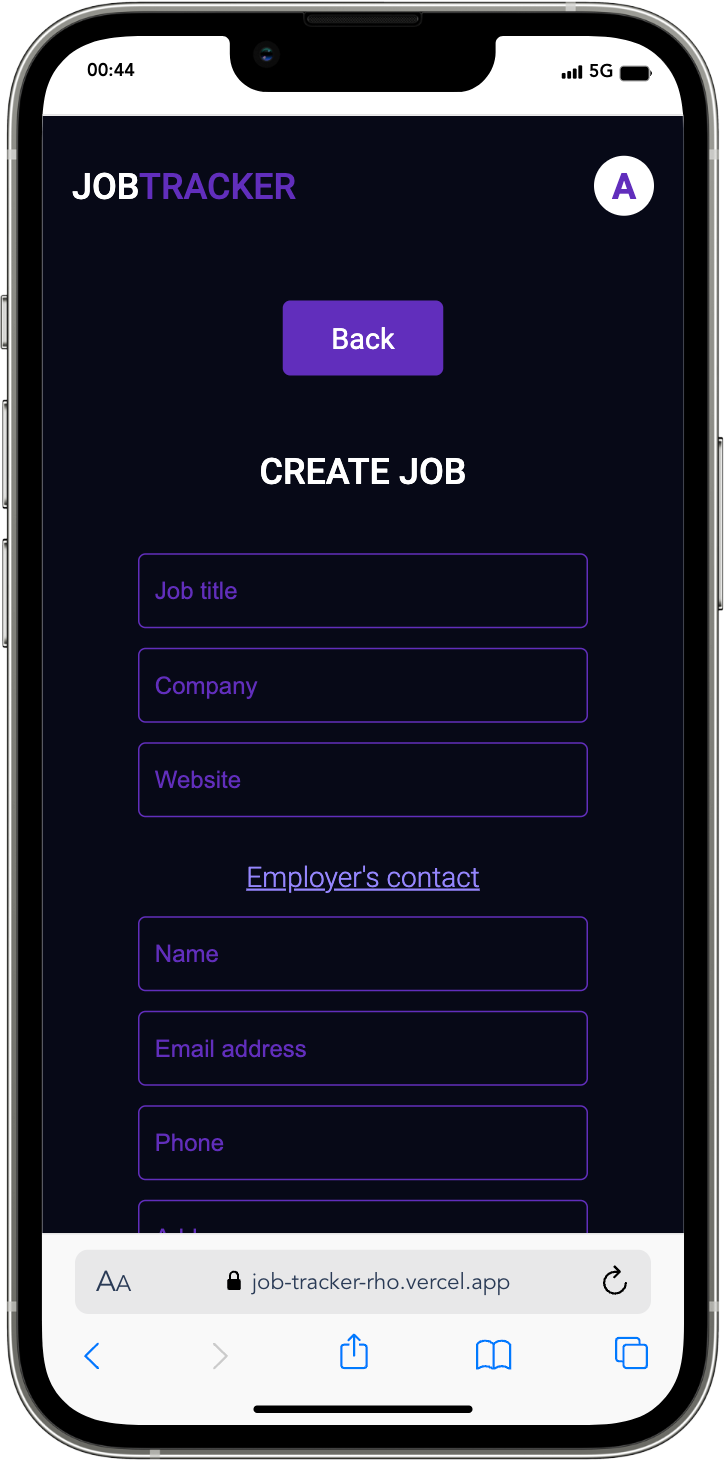 00:44 5G
JOBTRACKER A
Back
CREATE JOB
Job title
Company
Website
Employer's contact
Name
Email address
Phone
AA job-tracker-rho.vercel.app